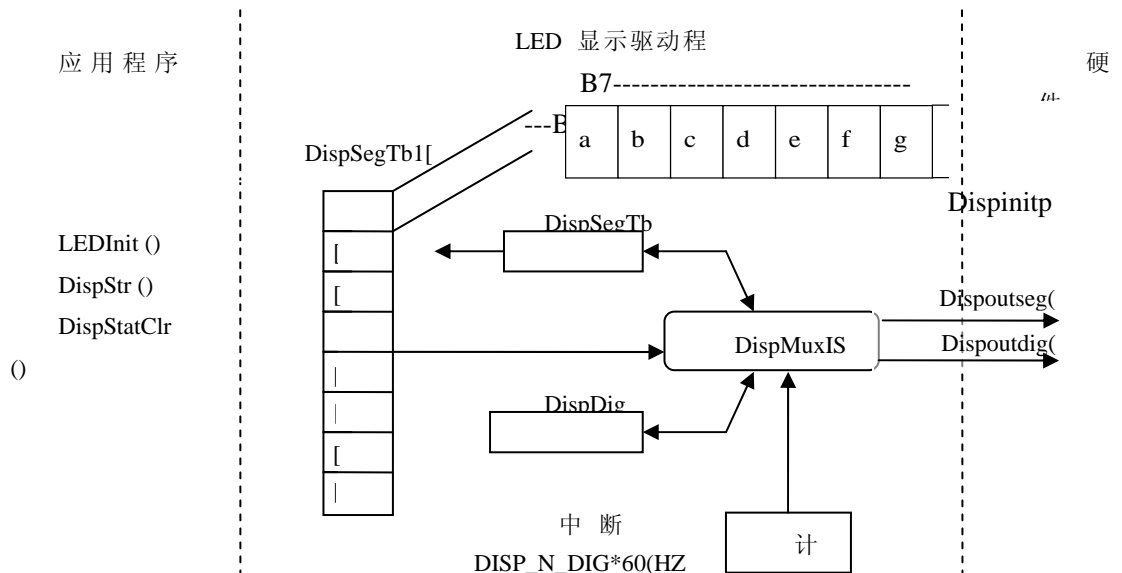 LED 显示驱动程
应用程序
硬
B7-----------------------------
---B
a b c d e f g
DispSegTb1[
Dispinitp
DispSegTb
LEDInit ()
[
DispStr ()
[
Dispoutseg(
DispStatClr
DispMuxIS
Dispoutdig(
()
DispDig
[
中 断
计
DISP_N_DIG*60(HZ